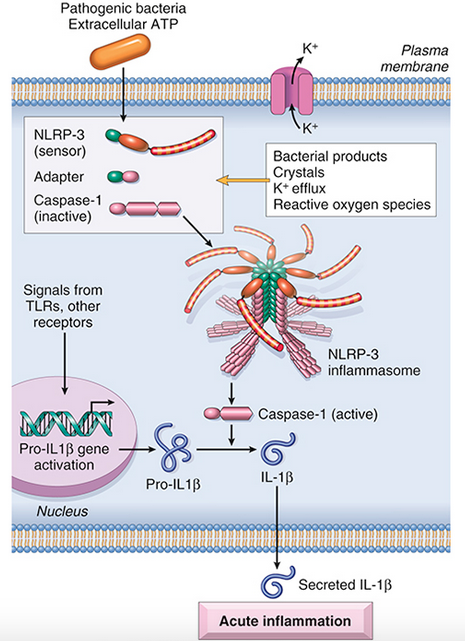 Pathogenic bacteria
Extracellular ATP
K+
Plasma
membrane
K+
NLRP-3
(sensor)
Adapter
Caspase-1
(inactive)
Bacterial products
Crystals
K+ efflux
Reactive oxygen species
Signals from
TLRs, other
receptors
NLRP-3
inflammasome
Caspase-1 (active)
Pro-IL1β gene
activation
Pro-IL1β
IL-1β
Nucleus
Secreted IL-1β
Acute inflammation